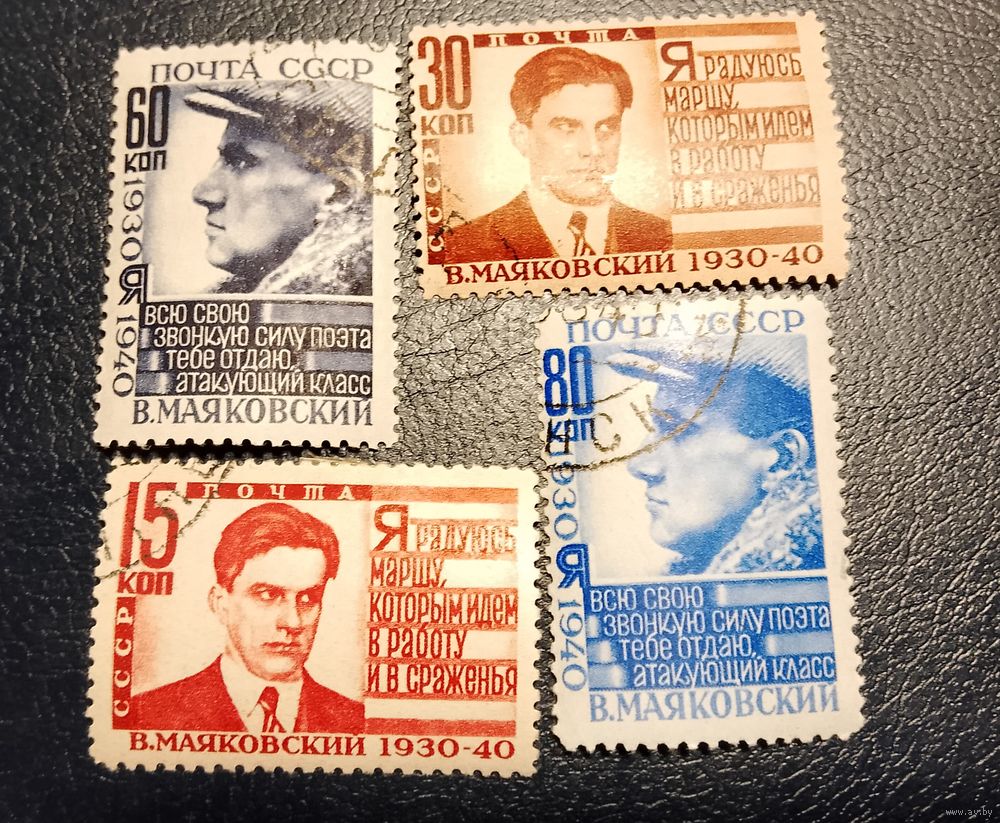 ПОЧТА СССР
60
коп
1930 1940
Я
ВСЮ СВОЮ
ЗВОНКУЮ СИЛУ ПОЭТА
ТЕБЕ ОТДАЮ,
АТАКУЮЩИЙ КЛАСС
В.МАЯКОВСКИЙ
ПОЧТА
30
КОП
СССР
Я РАДУЮСЬ
МАРШУ,
КОТОРЫМ ИДЕМ
В РАБОТУ
И В СРАЖЕНЬЯ
В.МАЯКОВСКИЙ 1930-40
ПОЧТА
15
КОП
СССР
Я РАДУЮСЬ
МАРШУ,
КОТОРЫМ ИДЕМ
В РАБОТУ
И В СРАЖЕНЬЯ
В.МАЯКОВСКИЙ 1930-40
ПОЧТА СССР
80
коп
1930 1940
Я
ВСЮ СВОЮ
ЗВОНКУЮ СИЛУ ПОЭТА
ТЕБЕ ОТДАЮ,
АТАКУЮЩИЙ КЛАСС
В.МАЯКОВСКИЙ
www.ay.by